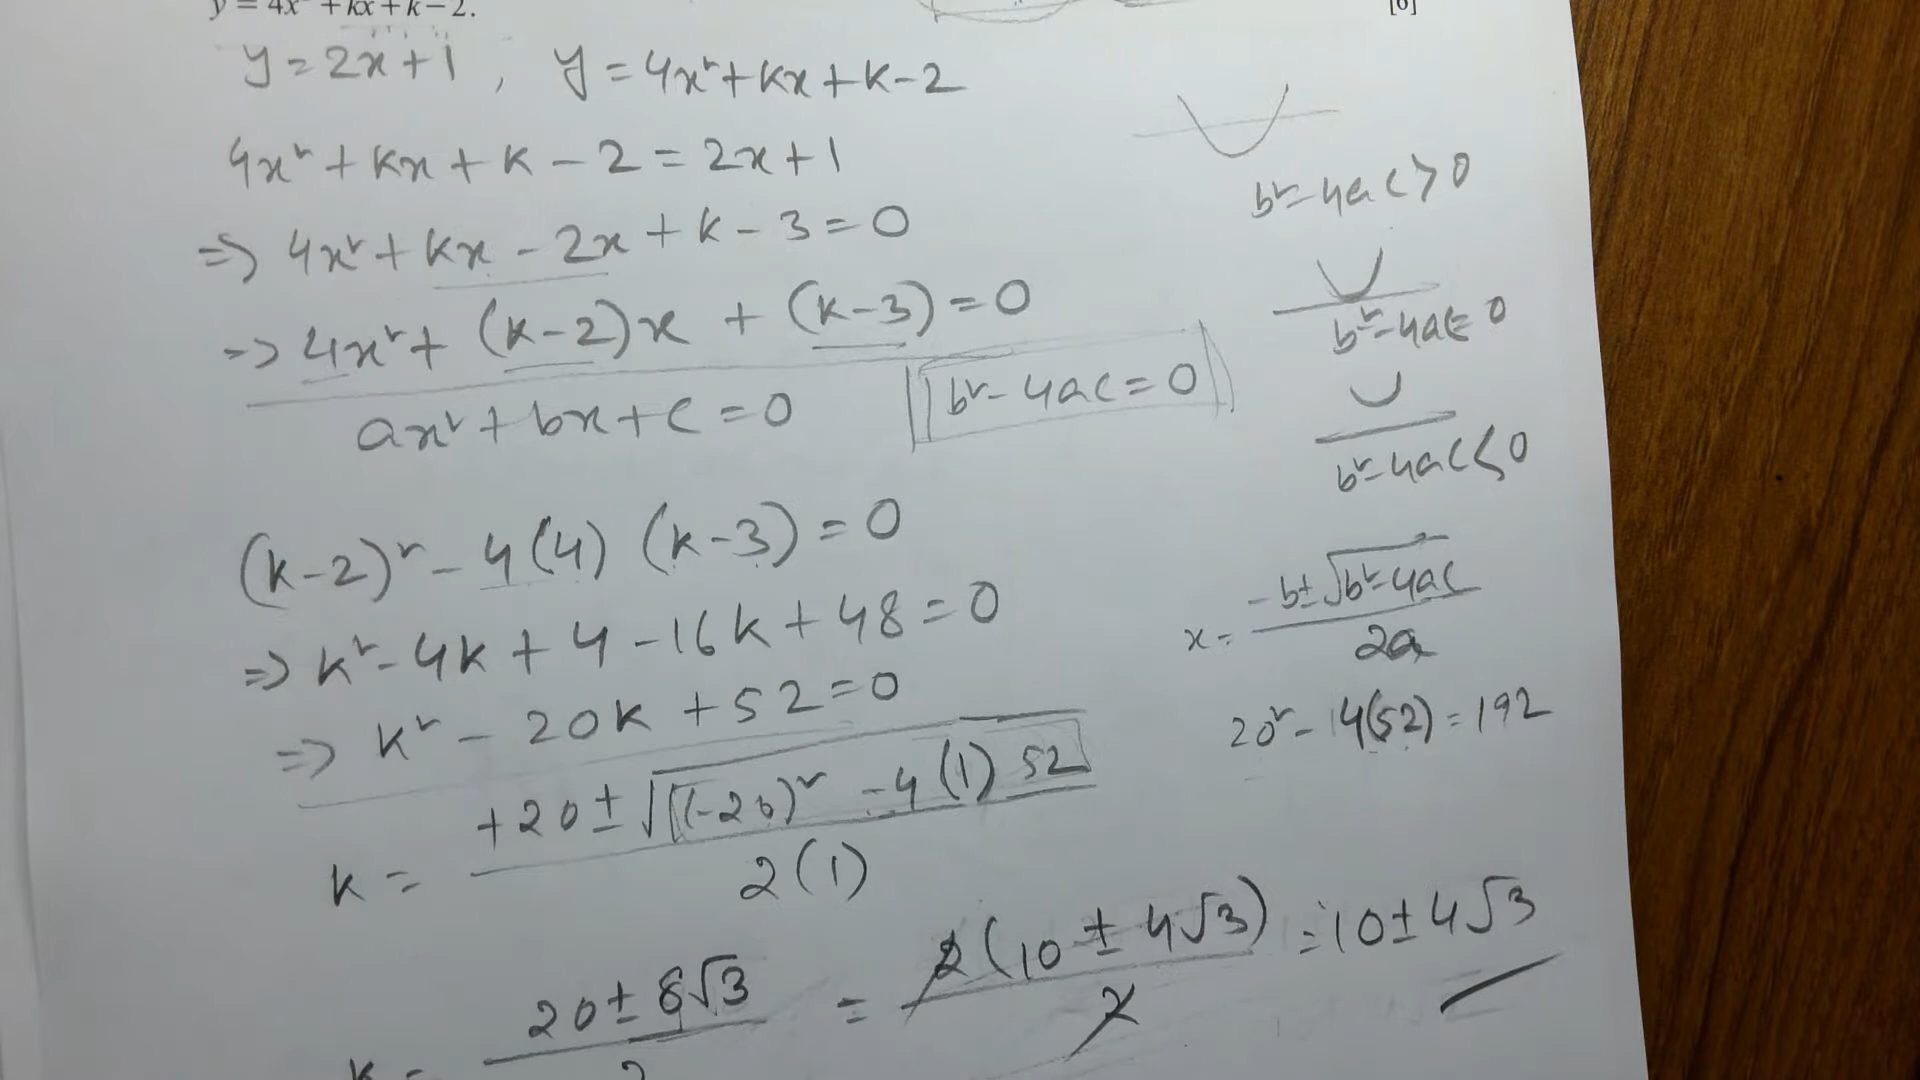 y = 4x² + kx + k − 2.
[6]
y = 2x + 1 , y = 4x² + kx + k - 2
4x² + kx + k - 2 = 2x + 1
b² - 4ac > 0
=> 4x² + kx - 2x + k - 3 = 0
=> 4x² + (k-2)x + (k-3) = 0
b² - 4ac = 0
ax² + bx + c = 0
b² - 4ac = 0
b² - 4ac < 0
(k-2)² - 4(4) (k-3) = 0
=> k² - 4k + 4 - 16k + 48 = 0
x = (-b ± √(b² - 4ac)) / 2a
=> k² - 20k + 52 = 0
20² - 4(52) = 192
k = (+20 ± √((-20)² - 4(1) 52)) / 2(1)
k = (20 ± 8√3) / 2 = 2(10 ± 4√3) / 2 = 10 ± 4√3